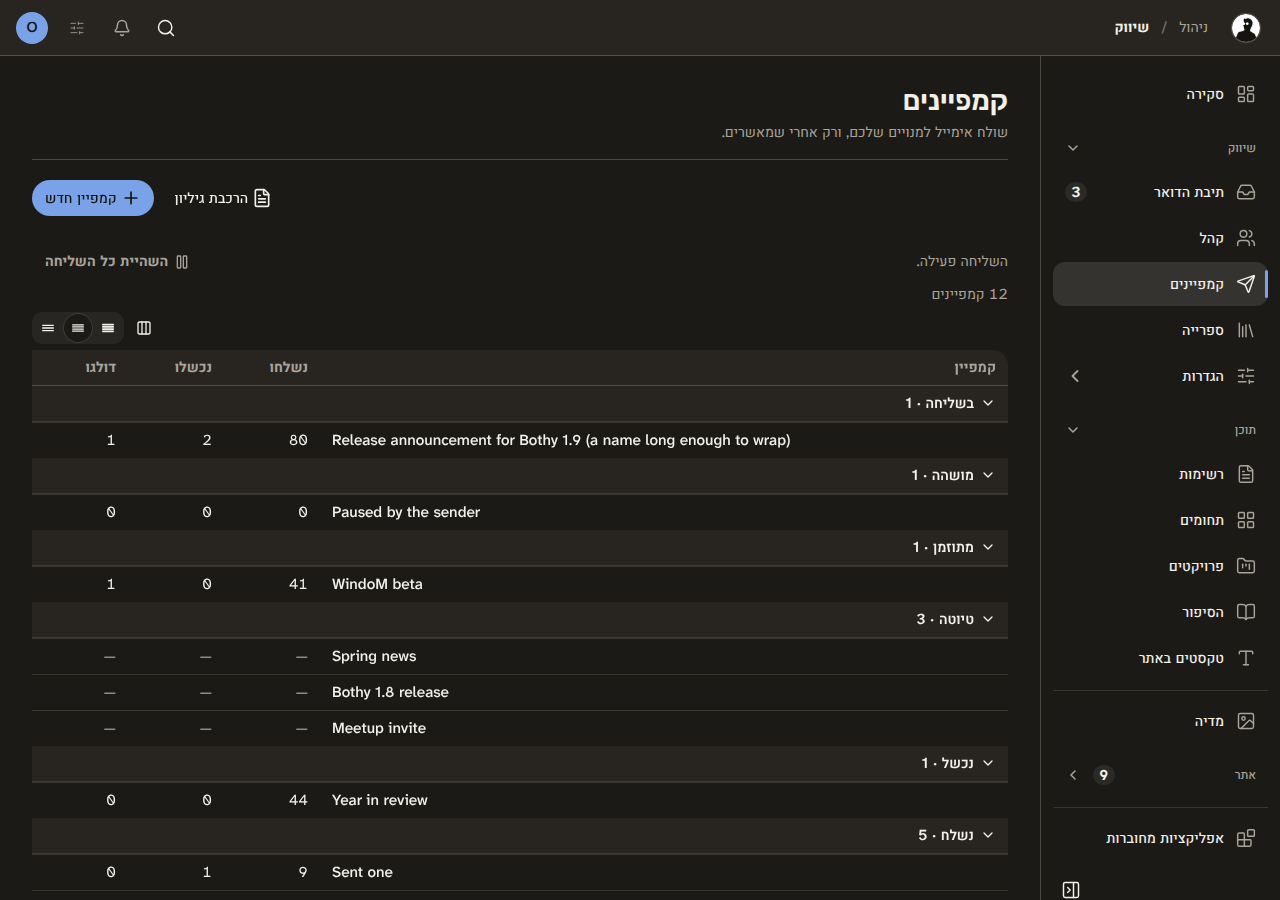 ניהול / שיווק
O
סקירה
שיווק
תיבת הדואר 3
קהל
קמפיינים
ספרייה
הגדרות
תוכן
רשימות
תחומים
פרויקטים
הסיפור
טקסטים באתר
מדיה
אתר 9
אפליקציות מחוברות
קמפיינים
שולח אימייל למנויים שלכם, ורק אחרי שמאשרים.
הרכבת גיליון
קמפיין חדש
השליחה פעילה.
השהיית כל השליחה
12 קמפיינים
קמפיין נשלחו נכשלו דולגו
בשליחה · 1
Release announcement for Bothy 1.9 (a name long enough to wrap) 80 2 1
מושהה · 1
Paused by the sender 0 0 0
מתוזמן · 1
WindoM beta 41 0 1
טיוטה · 3
Spring news — — —
Bothy 1.8 release — — —
Meetup invite — — —
נכשל · 1
Year in review 44 0 0
נשלח · 5
Sent one 9 1 0